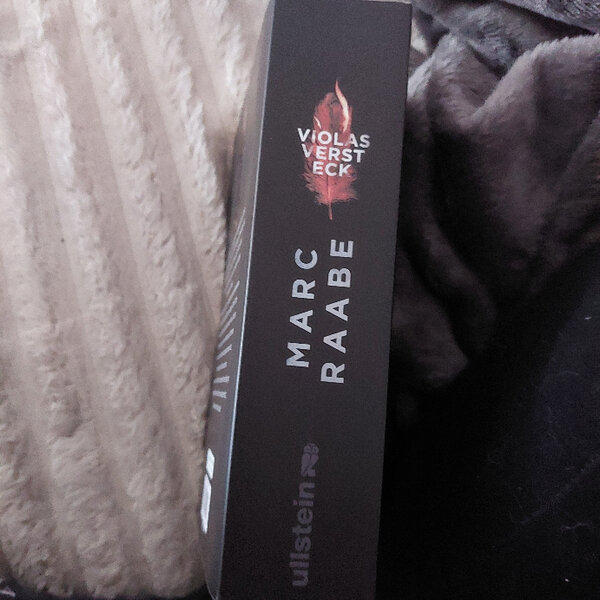 VIOLAS
VERST
ECK
MARC
RAABE
ullstein